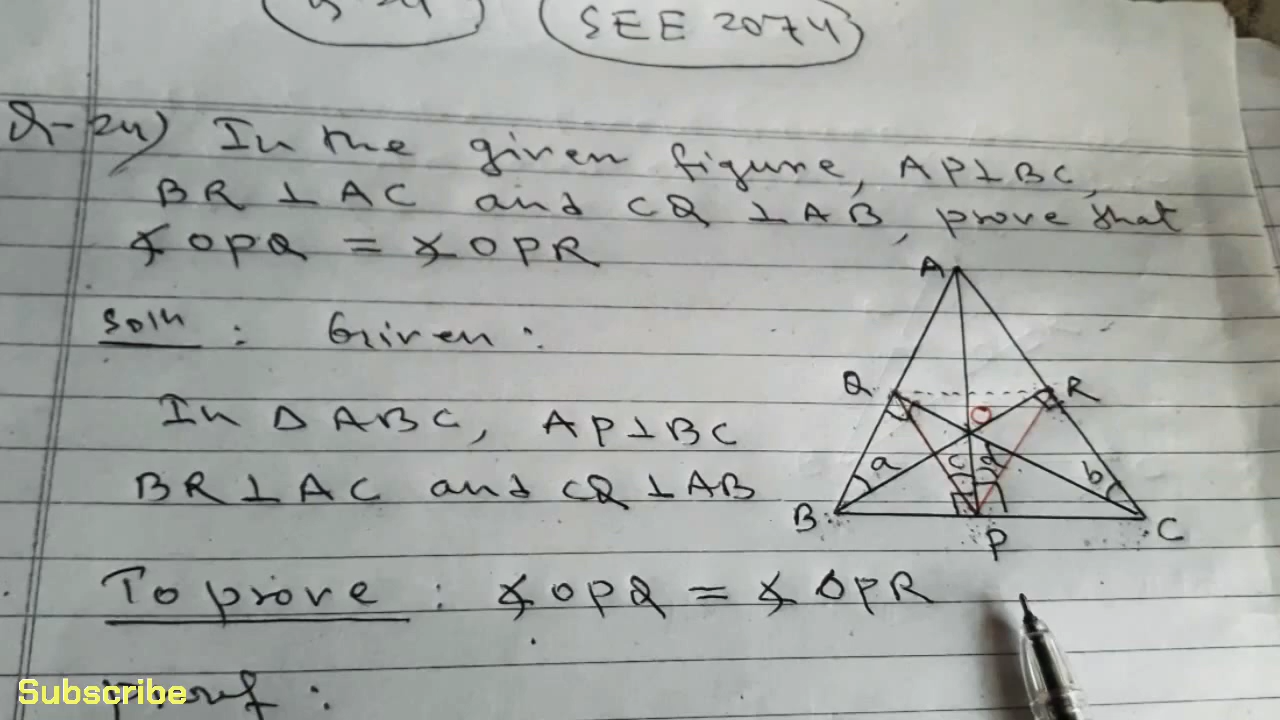 SEE 2074
Q-24) In the given figure, AP⊥BC,
BR ⊥ AC and CQ ⊥ AB, prove that
∡OPQ = ∡OPR
Soln : Given:
In Δ ABC, AP⊥BC
BR ⊥ AC and CQ ⊥ AB
To prove : ∡OPQ = ∡OPR
Proof :
A
Q R
O
a c d b
B P C
Subscribe